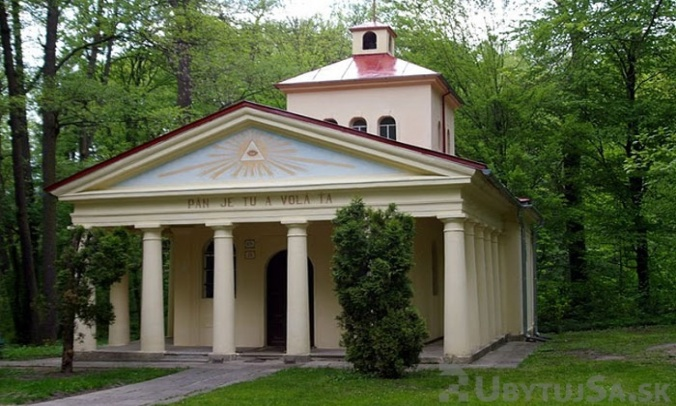 PÁN JE TU A VOLÁ ŤA
UBYTUJSA.SK